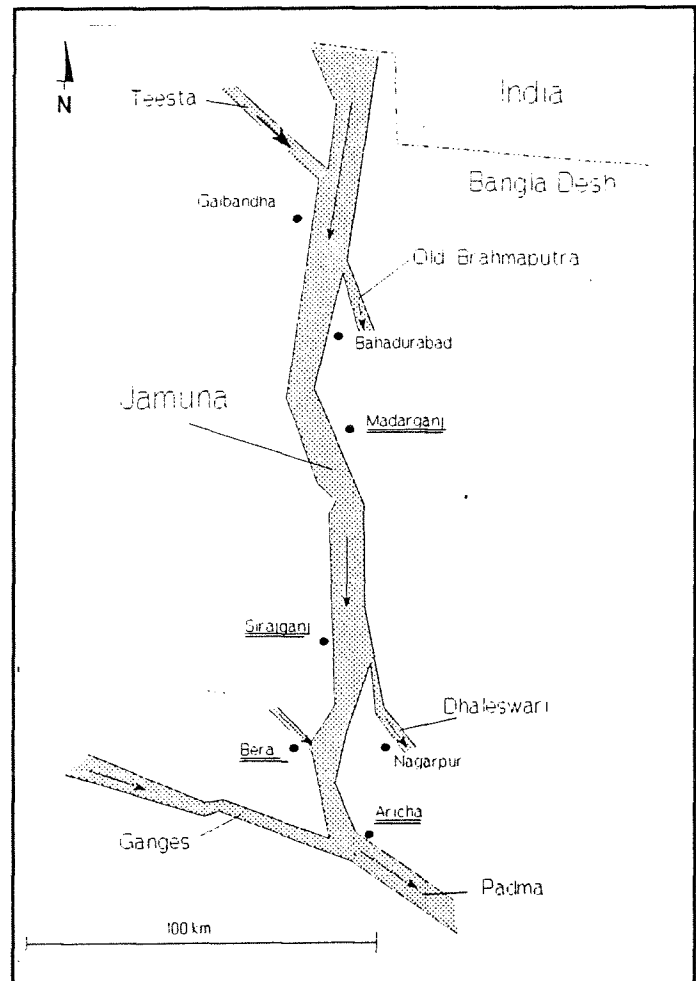 N
Teesta
India
Bangla Desh
Gaibandha
Old Brahmaputra
Bahadurabad
Jamuna
Madarganj
Sirajganj
Dhaleswari
Bera
Nagarpur
Aricha
Ganges
Padma
100 km